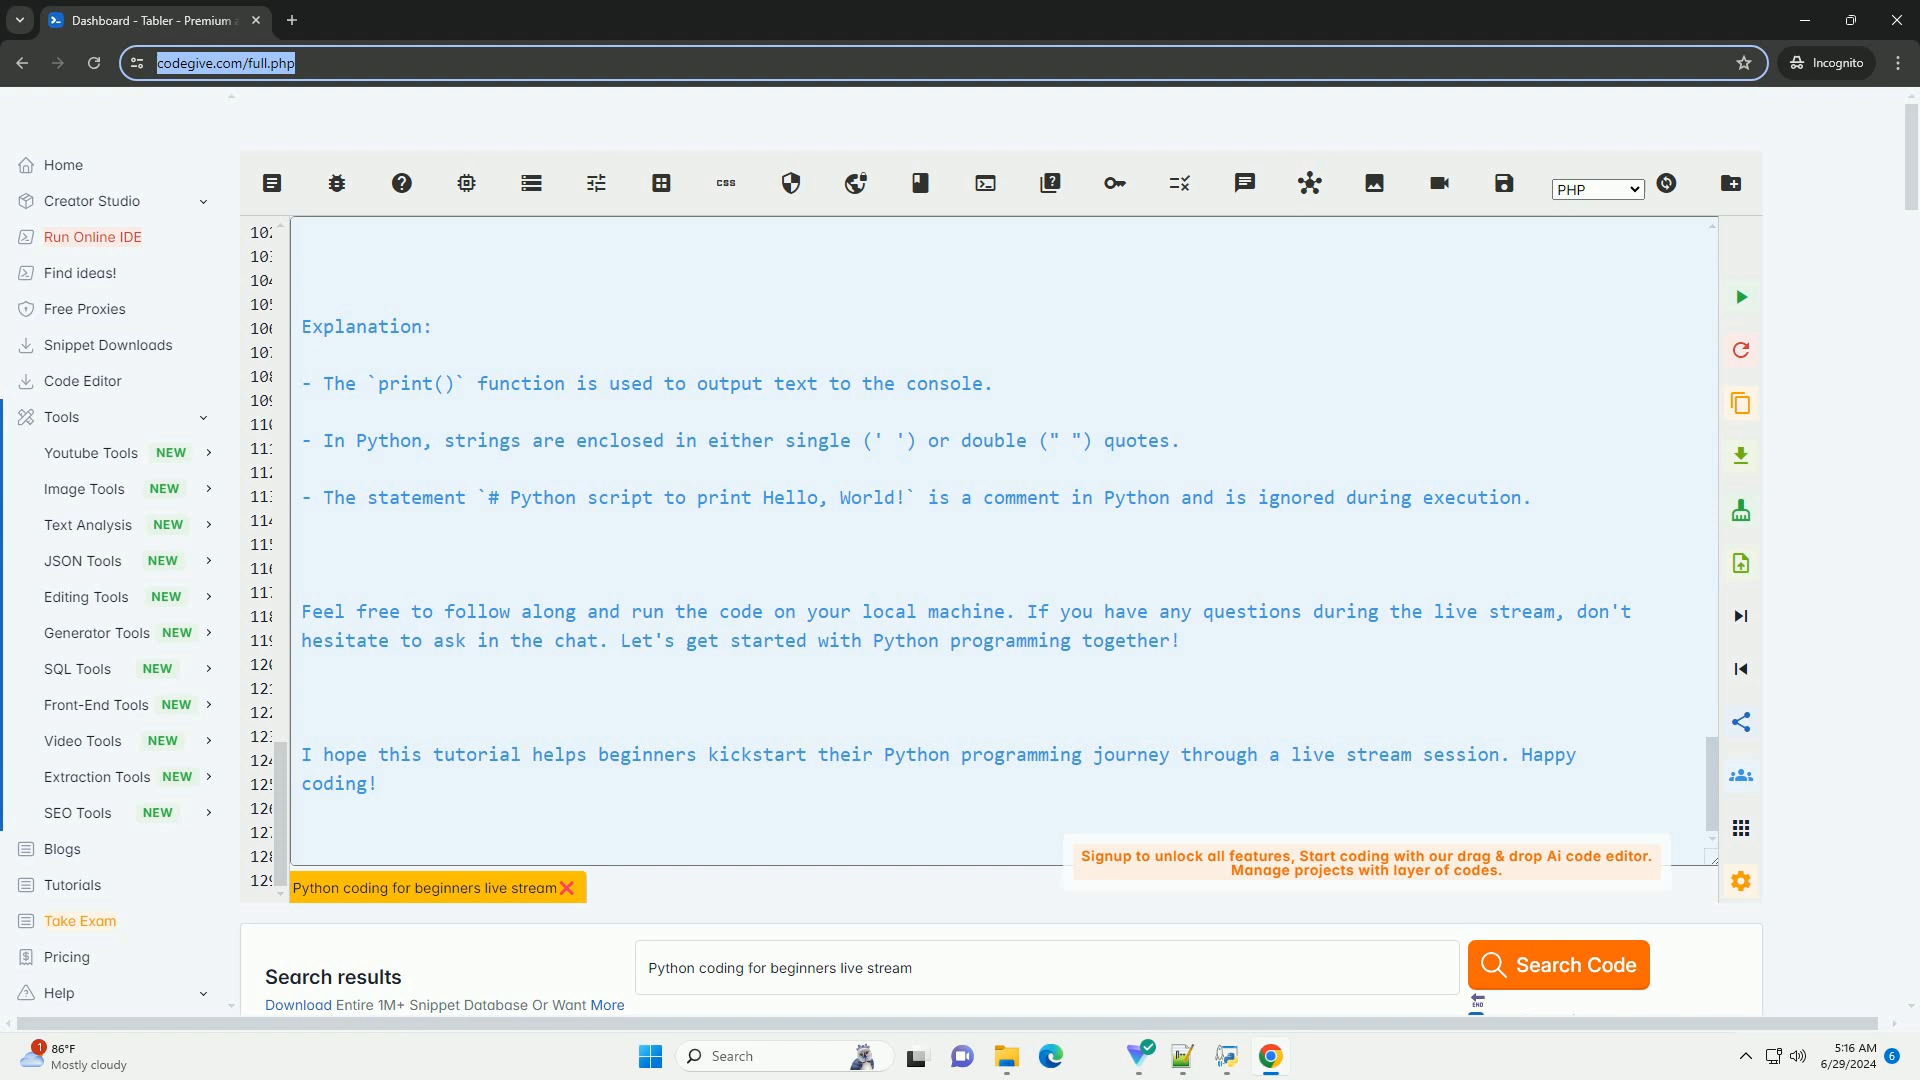 Dashboard - Tabler - Premium
codegive.com/full.php
Incognito
Home
Creator Studio
Run Online IDE
Find ideas!
Free Proxies
Snippet Downloads
Code Editor
Tools
Youtube Tools NEW
Image Tools NEW
Text Analysis NEW
JSON Tools NEW
Editing Tools NEW
Generator Tools NEW
SQL Tools NEW
Front-End Tools NEW
Video Tools NEW
Extraction Tools NEW
SEO Tools NEW
Blogs
Tutorials
Take Exam
Pricing
Help
css
PHP
Explanation:
- The `print()` function is used to output text to the console.
- In Python, strings are enclosed in either single (' ') or double (" ") quotes.
- The statement `# Python script to print Hello, World!` is a comment in Python and is ignored during execution.
Feel free to follow along and run the code on your local machine. If you have any questions during the live stream, don't
hesitate to ask in the chat. Let's get started with Python programming together!
I hope this tutorial helps beginners kickstart their Python programming journey through a live stream session. Happy
coding!
Signup to unlock all features, Start coding with our drag & drop Ai code editor.
Manage projects with layer of codes.
Python coding for beginners live stream
Search results
Download Entire 1M+ Snippet Database Or Want More
Python coding for beginners live stream
Search Code
END
1
86°F
Mostly cloudy
Search
5:16 AM
6/29/2024
6